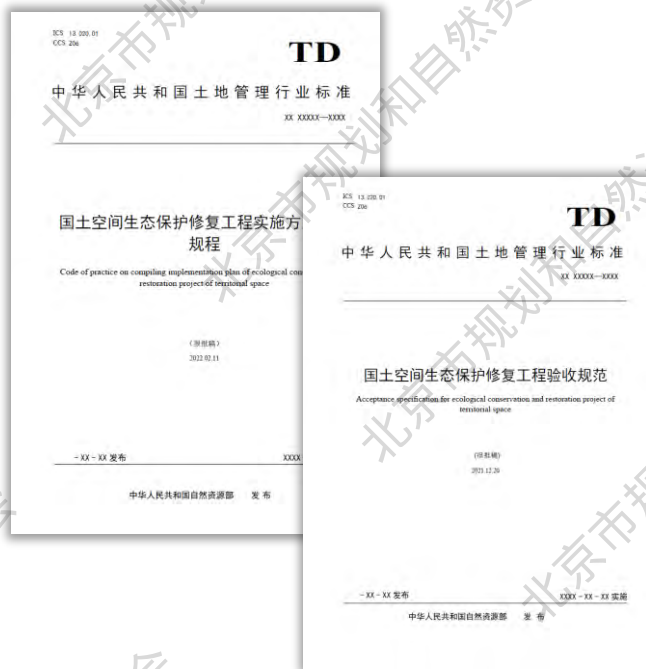 ICS 13.020.01
CCS Z06
TD
中华人民共和国土地管理行业标准
XX XXXXX—XXXX
国土空间生态保护修复工程实施方
规程
Code of practice on compiling implementation plan of ecological con
restoration project of territorial space
（报批稿）
2022.02.11
- XX - XX 发布
XXXX
中华人民共和国自然资源部 发 布
ICS 13.020.01
CCS Z06
TD
中华人民共和国土地管理行业标准
XX XXXXX—XXXX
国土空间生态保护修复工程验收规范
Acceptance specification for ecological conservation and restoration project of
territorial space
(报批稿)
2021.12.20
- XX - XX 发布
XXXX - XX - XX 实施
中华人民共和国自然资源部 发 布
北京市规划和自然资
北京市规划和自然
北京市规